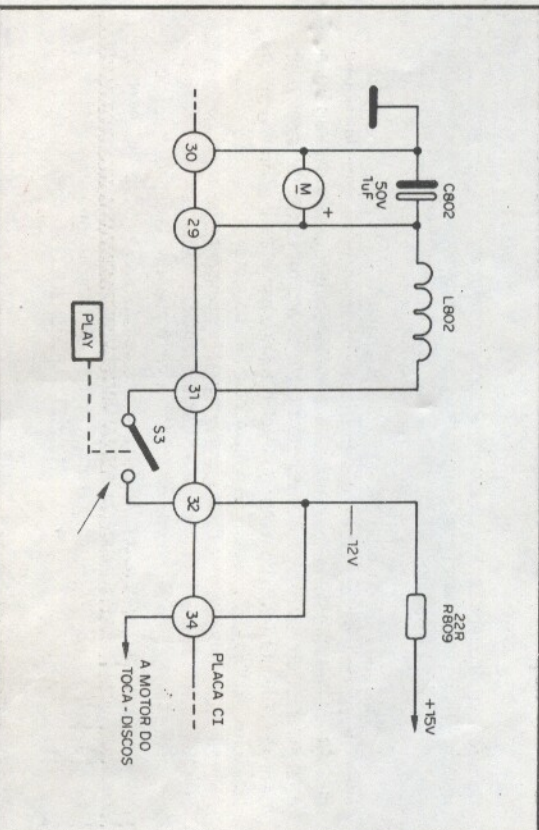 C802
50V
1uF
L802
30
M
+
29
31
PLAY
S3
32
12V
22R
R809
+15V
34
PLACA CI
A MOTOR DO
TOCA-DISCOS